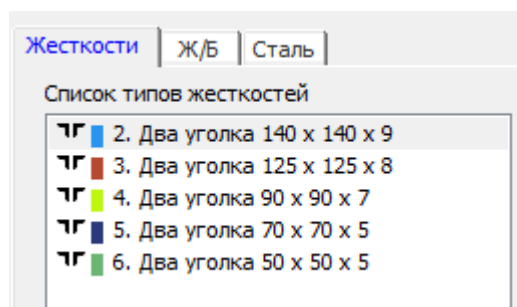 Жесткости Ж/Б Сталь
Список типов жесткостей
2. Два уголка 140 x 140 x 9
3. Два уголка 125 x 125 x 8
4. Два уголка 90 x 90 x 7
5. Два уголка 70 x 70 x 5
6. Два уголка 50 x 50 x 5